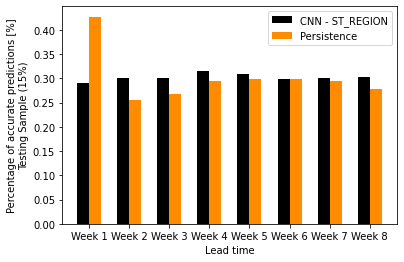 Percentage of accurate predictions [%]
Testing Sample (15%)
0.40
0.35
0.30
0.25
0.20
0.15
0.10
0.05
0.00
CNN - ST_REGION
Persistence
Week 1 Week 2 Week 3 Week 4 Week 5 Week 6 Week 7 Week 8
Lead time